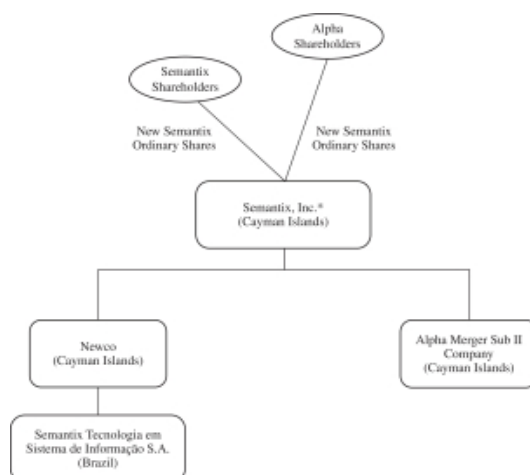 Alpha
Shareholders
Semantix
Shareholders
New Semantix
Ordinary Shares
New Semantix
Ordinary Shares
Semantix, Inc.*
(Cayman Islands)
Newco
(Cayman Islands)
Alpha Merger Sub II
Company
(Cayman Islands)
Semantix Tecnologia em
Sistema de Informação S.A.
(Brazil)